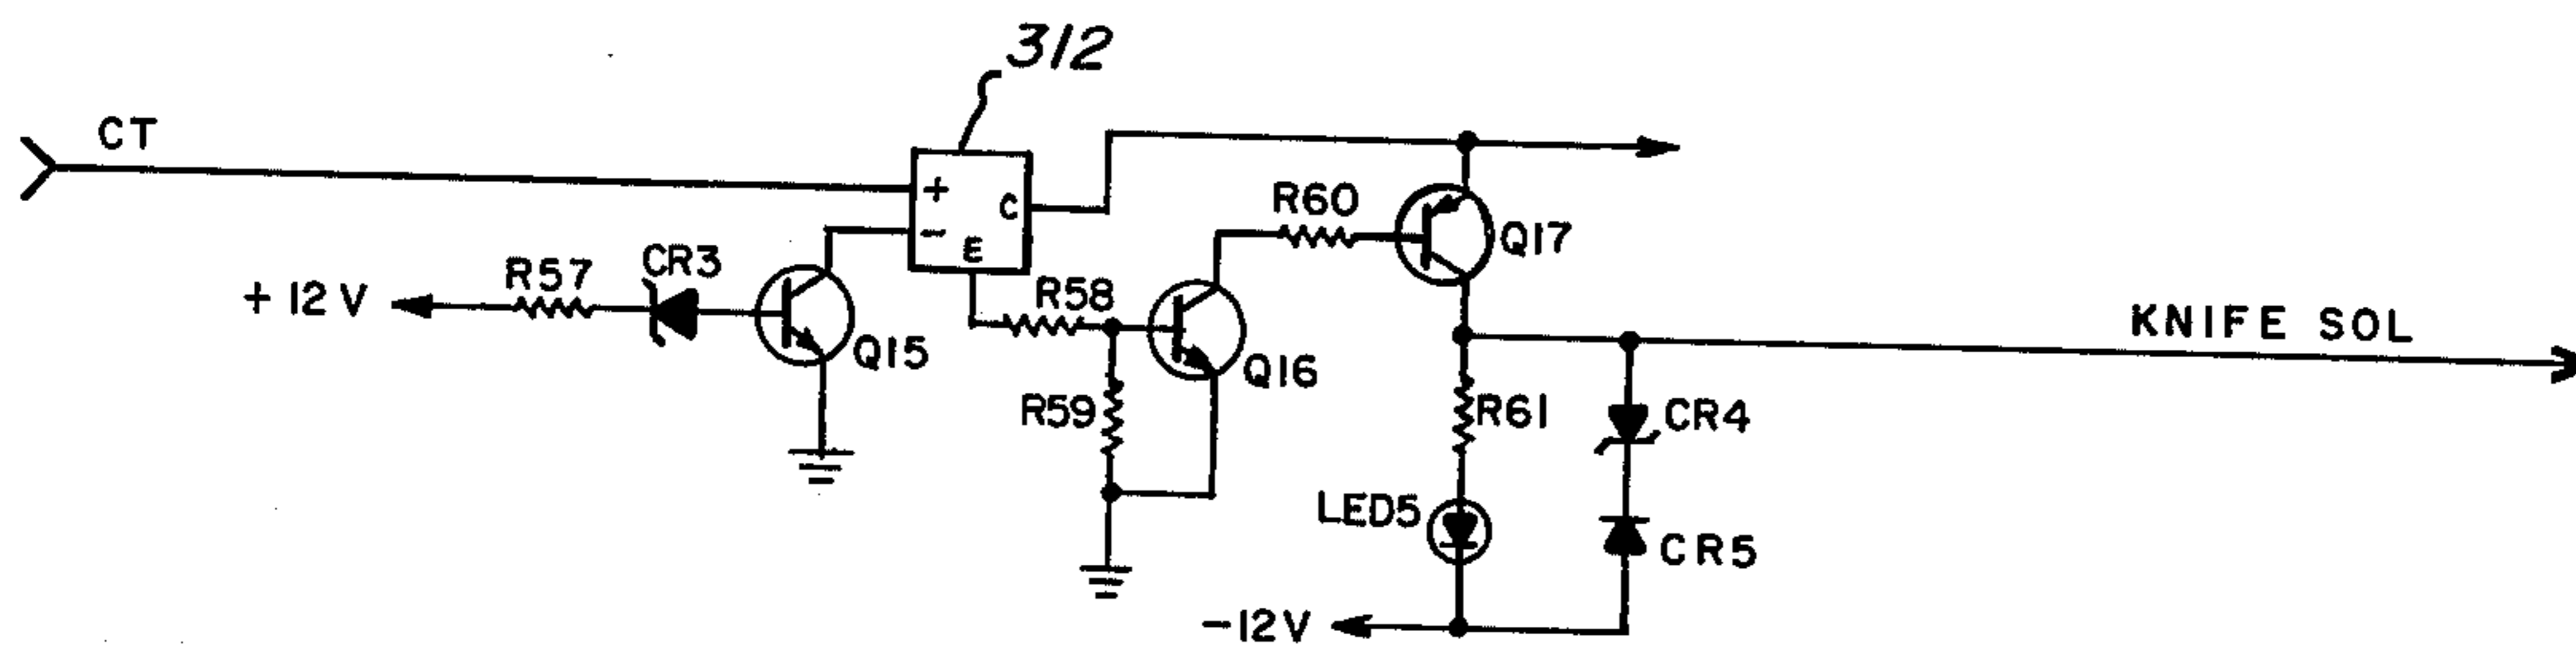 312
CT
+
C
-
E
R60
Q17
+12V
R57
CR3
R58
Q15
Q16
KNIFE SOL
R59
R61
CR4
LED5
CR5
-12V